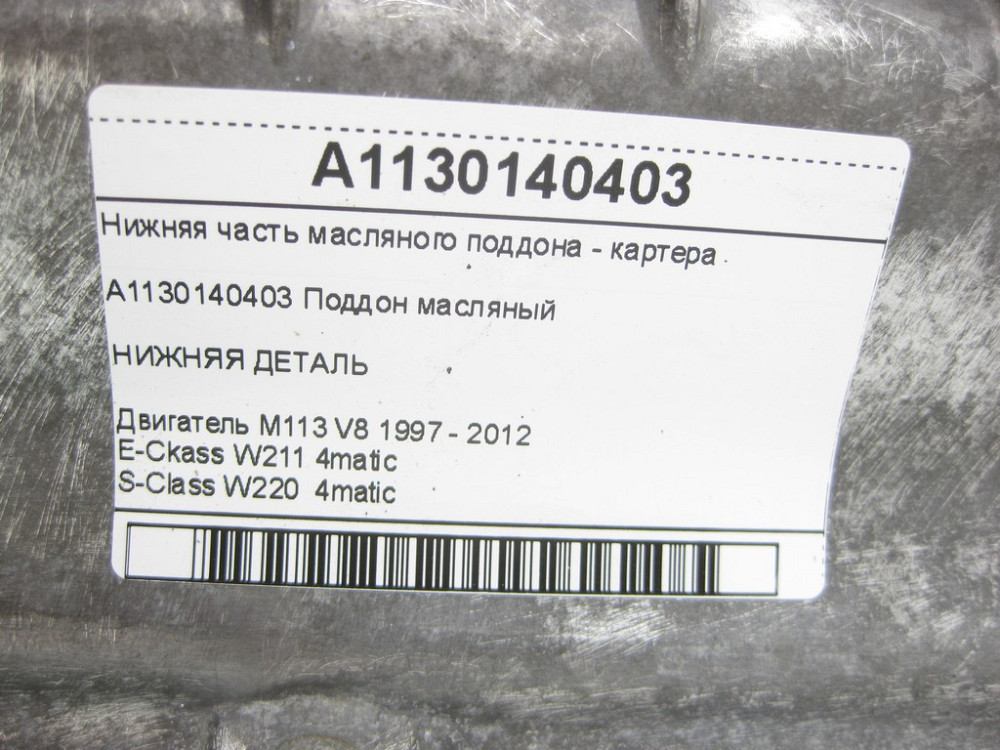 A1130140403
Нижняя часть масляного поддона - картера
A1130140403 Поддон масляный
НИЖНЯЯ ДЕТАЛЬ
Двигатель M113 V8 1997 - 2012
E-Ckass W211 4matic
S-Class W220 4matic